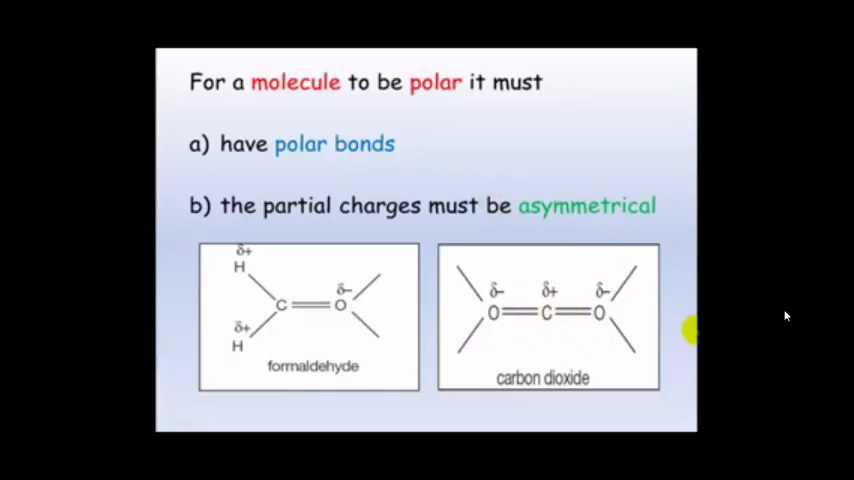 For a molecule to be polar it must
a) have polar bonds
b) the partial charges must be asymmetrical
δ+
H
δ-
C O
δ+
H
formaldehyde
δ- δ+ δ-
O C O
carbon dioxide